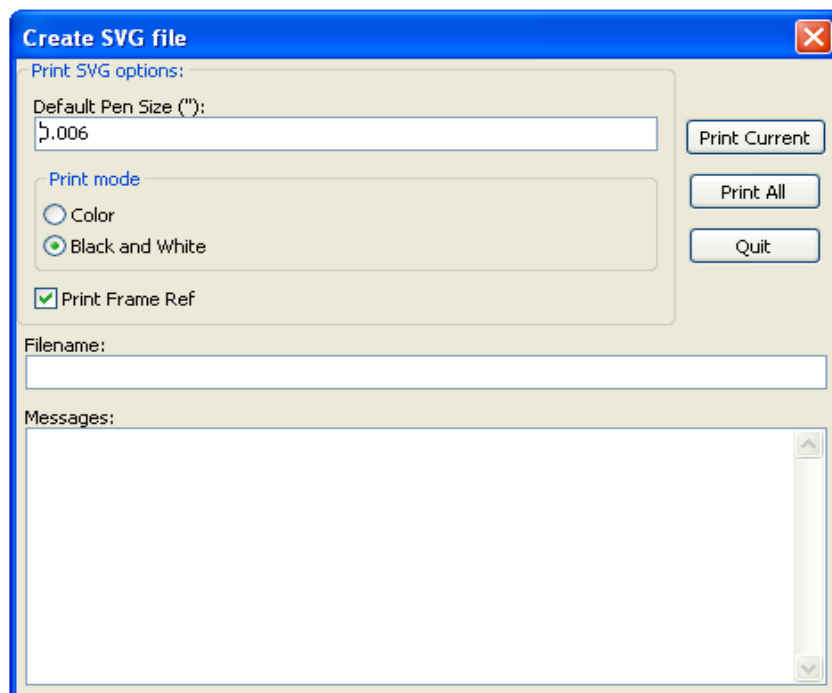 Create SVG file
Print SVG options:
Default Pen Size ("):
0.006
Print Current
Print mode
Print All
Color
Black and White
Quit
Print Frame Ref
Filename:
Messages: